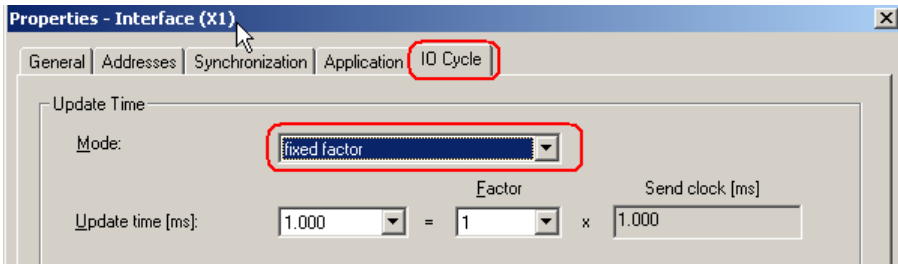 Properties - Interface (X1)
General Addresses Synchronization Application IO Cycle
Update Time
Mode: fixed factor
Factor Send clock [ms]
Update time [ms]: 1.000 = 1 x 1.000